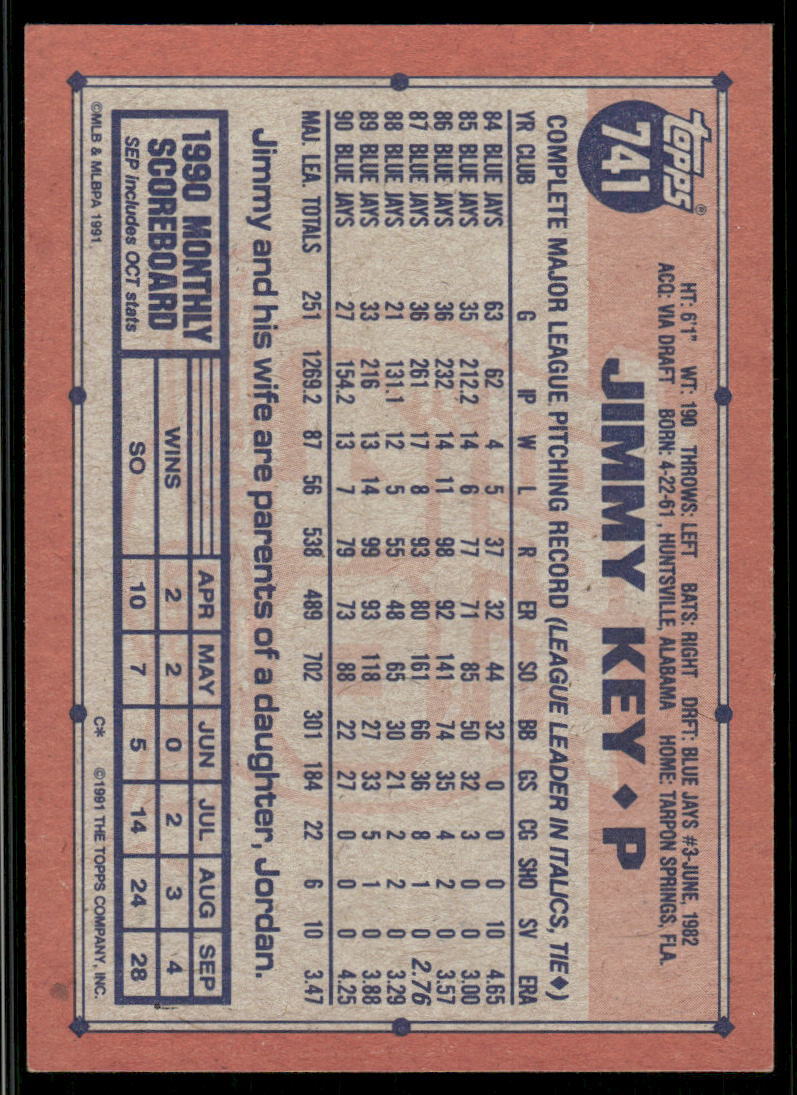 topps®
741
HT: 6'1" WT: 190 THROWS: LEFT BATS: RIGHT DRFT: BLUE JAYS #3-JUNE, 1982
ACQ: VIA DRAFT BORN: 4-22-61, HUNTSVILLE, ALABAMA HOME: TARPON SPRINGS, FLA.
JIMMY KEY ♦ P
COMPLETE MAJOR LEAGUE PITCHING RECORD (LEAGUE LEADER IN ITALICS, TIE♦)
YR CLUB G IP W L R ER SO BB GS CG SHO SV ERA
84 BLUE JAYS 63 62 4 5 37 32 44 32 0 0 0 10 4.65
85 BLUE JAYS 35 212.2 14 6 77 71 85 50 32 3 0 0 3.00
86 BLUE JAYS 36 232 14 11 98 92 141 74 35 4 2 0 3.57
87 BLUE JAYS 36 261 17 8 93 80 161 66 36 8 1 0 2.76
88 BLUE JAYS 21 131.1 12 5 55 48 65 30 21 2 2 0 3.29
89 BLUE JAYS 33 216 13 14 99 93 118 27 33 5 1 0 3.88
90 BLUE JAYS 27 154.2 13 7 79 73 88 22 27 0 0 0 4.25
MAJ. LEA. TOTALS 251 1269.2 87 56 538 489 702 301 184 22 6 10 3.47
Jimmy and his wife are parents of a daughter, Jordan.
1990 MONTHLY
SCOREBOARD
SEP includes OCT stats
APR MAY JUN JUL AUG SEP
WINS 2 2 0 2 3 4
SO 10 7 5 14 24 28
©MLB & MLBPA 1991. C* ©1991 THE TOPPS COMPANY, INC.